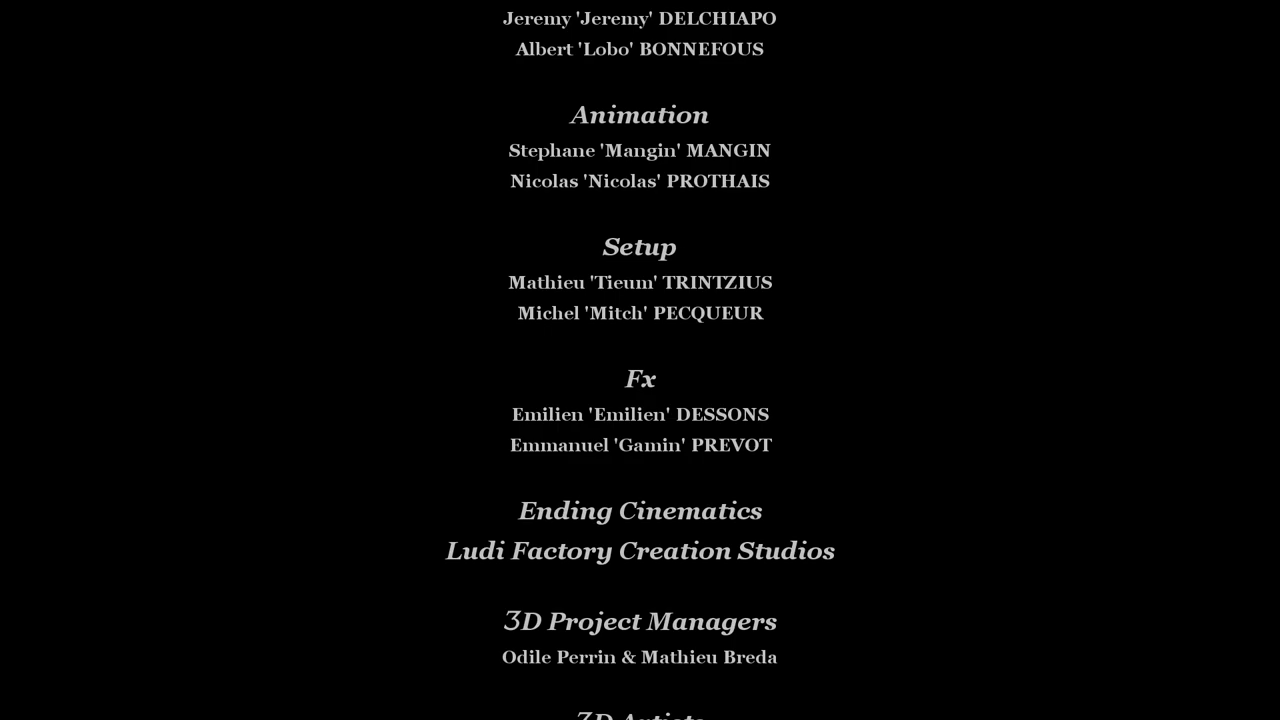 Jeremy 'Jeremy' DELCHIAPO
Albert 'Lobo' BONNEFOUS
Animation
Stephane 'Mangin' MANGIN
Nicolas 'Nicolas' PROTHAIS
Setup
Mathieu 'Tieum' TRINTZIUS
Michel 'Mitch' PECQUEUR
Fx
Emilien 'Emilien' DESSONS
Emmanuel 'Gamin' PREVOT
Ending Cinematics
Ludi Factory Creation Studios
3D Project Managers
Odile Perrin & Mathieu Breda
3D Artists